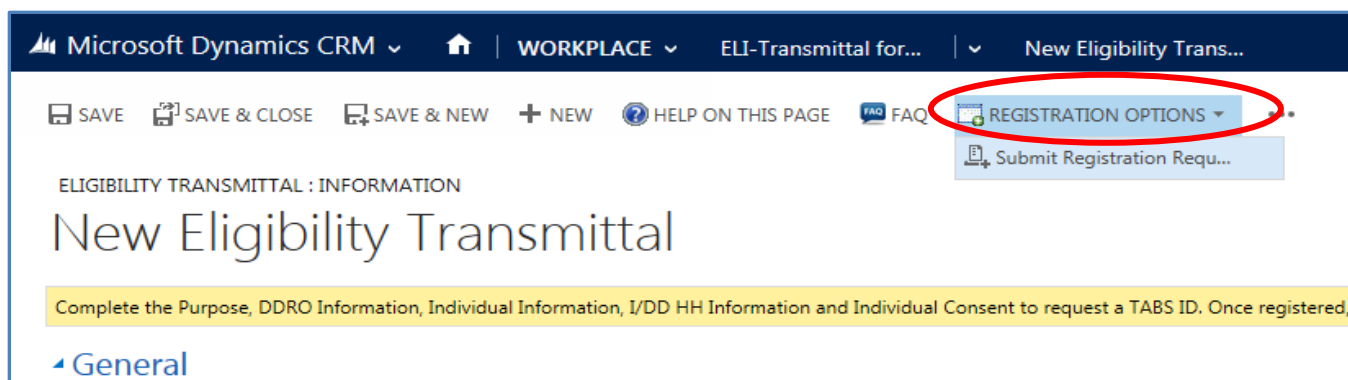 Microsoft Dynamics CRM WORKPLACE ELI-Transmittal for... New Eligibility Trans...
SAVE SAVE & CLOSE SAVE & NEW NEW HELP ON THIS PAGE FAQ FAQ REGISTRATION OPTIONS ...
Submit Registration Requ...
ELIGIBILITY TRANSMITTAL : INFORMATION
New Eligibility Transmittal
Complete the Purpose, DDRO Information, Individual Information, I/DD HH Information and Individual Consent to request a TABS ID. Once registered,
General